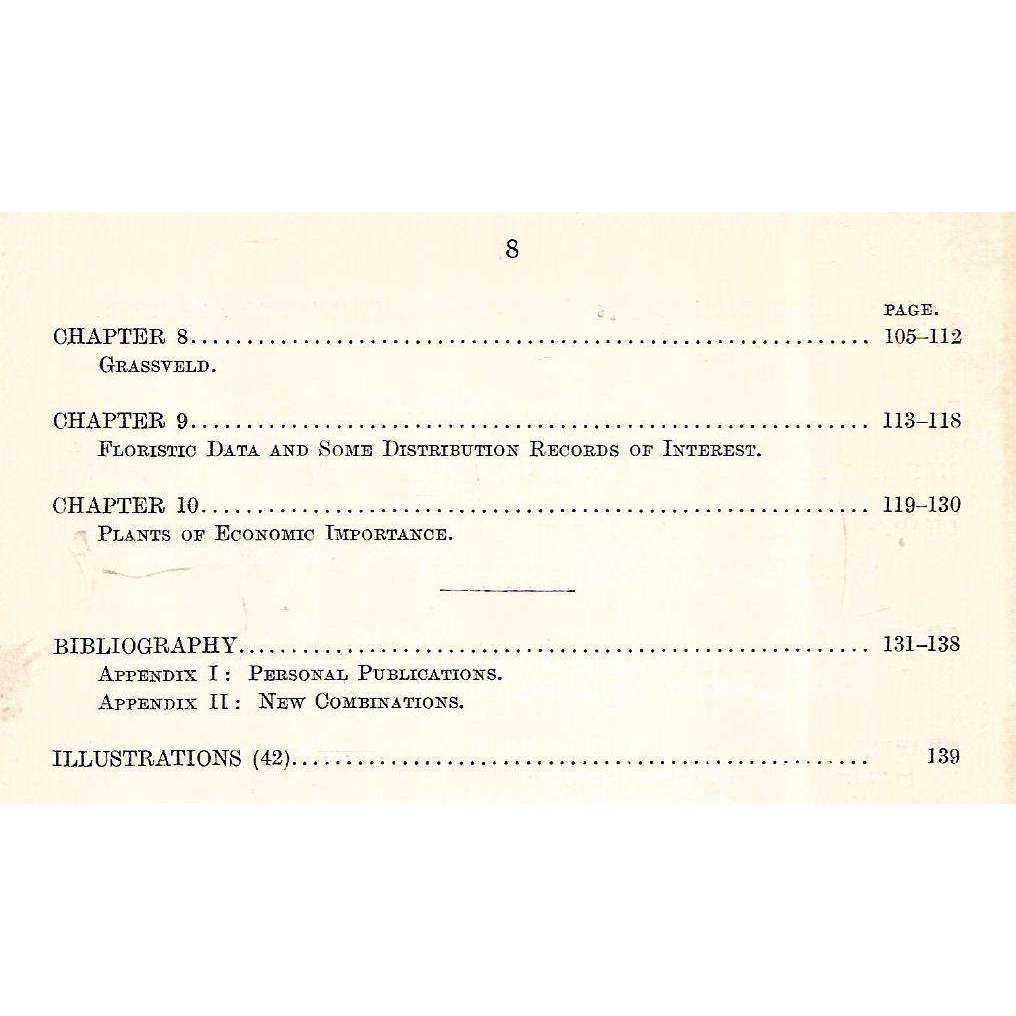 8
PAGE.
CHAPTER 8............................................................ 105–112
GRASSVELD.
CHAPTER 9............................................................ 113–118
FLORISTIC DATA AND SOME DISTRIBUTION RECORDS OF INTEREST.
CHAPTER 10........................................................... 119–130
PLANTS OF ECONOMIC IMPORTANCE.
BIBLIOGRAPHY........................................................ 131–138
APPENDIX I: PERSONAL PUBLICATIONS.
APPENDIX II: NEW COMBINATIONS.
ILLUSTRATIONS (42)................................................... 139